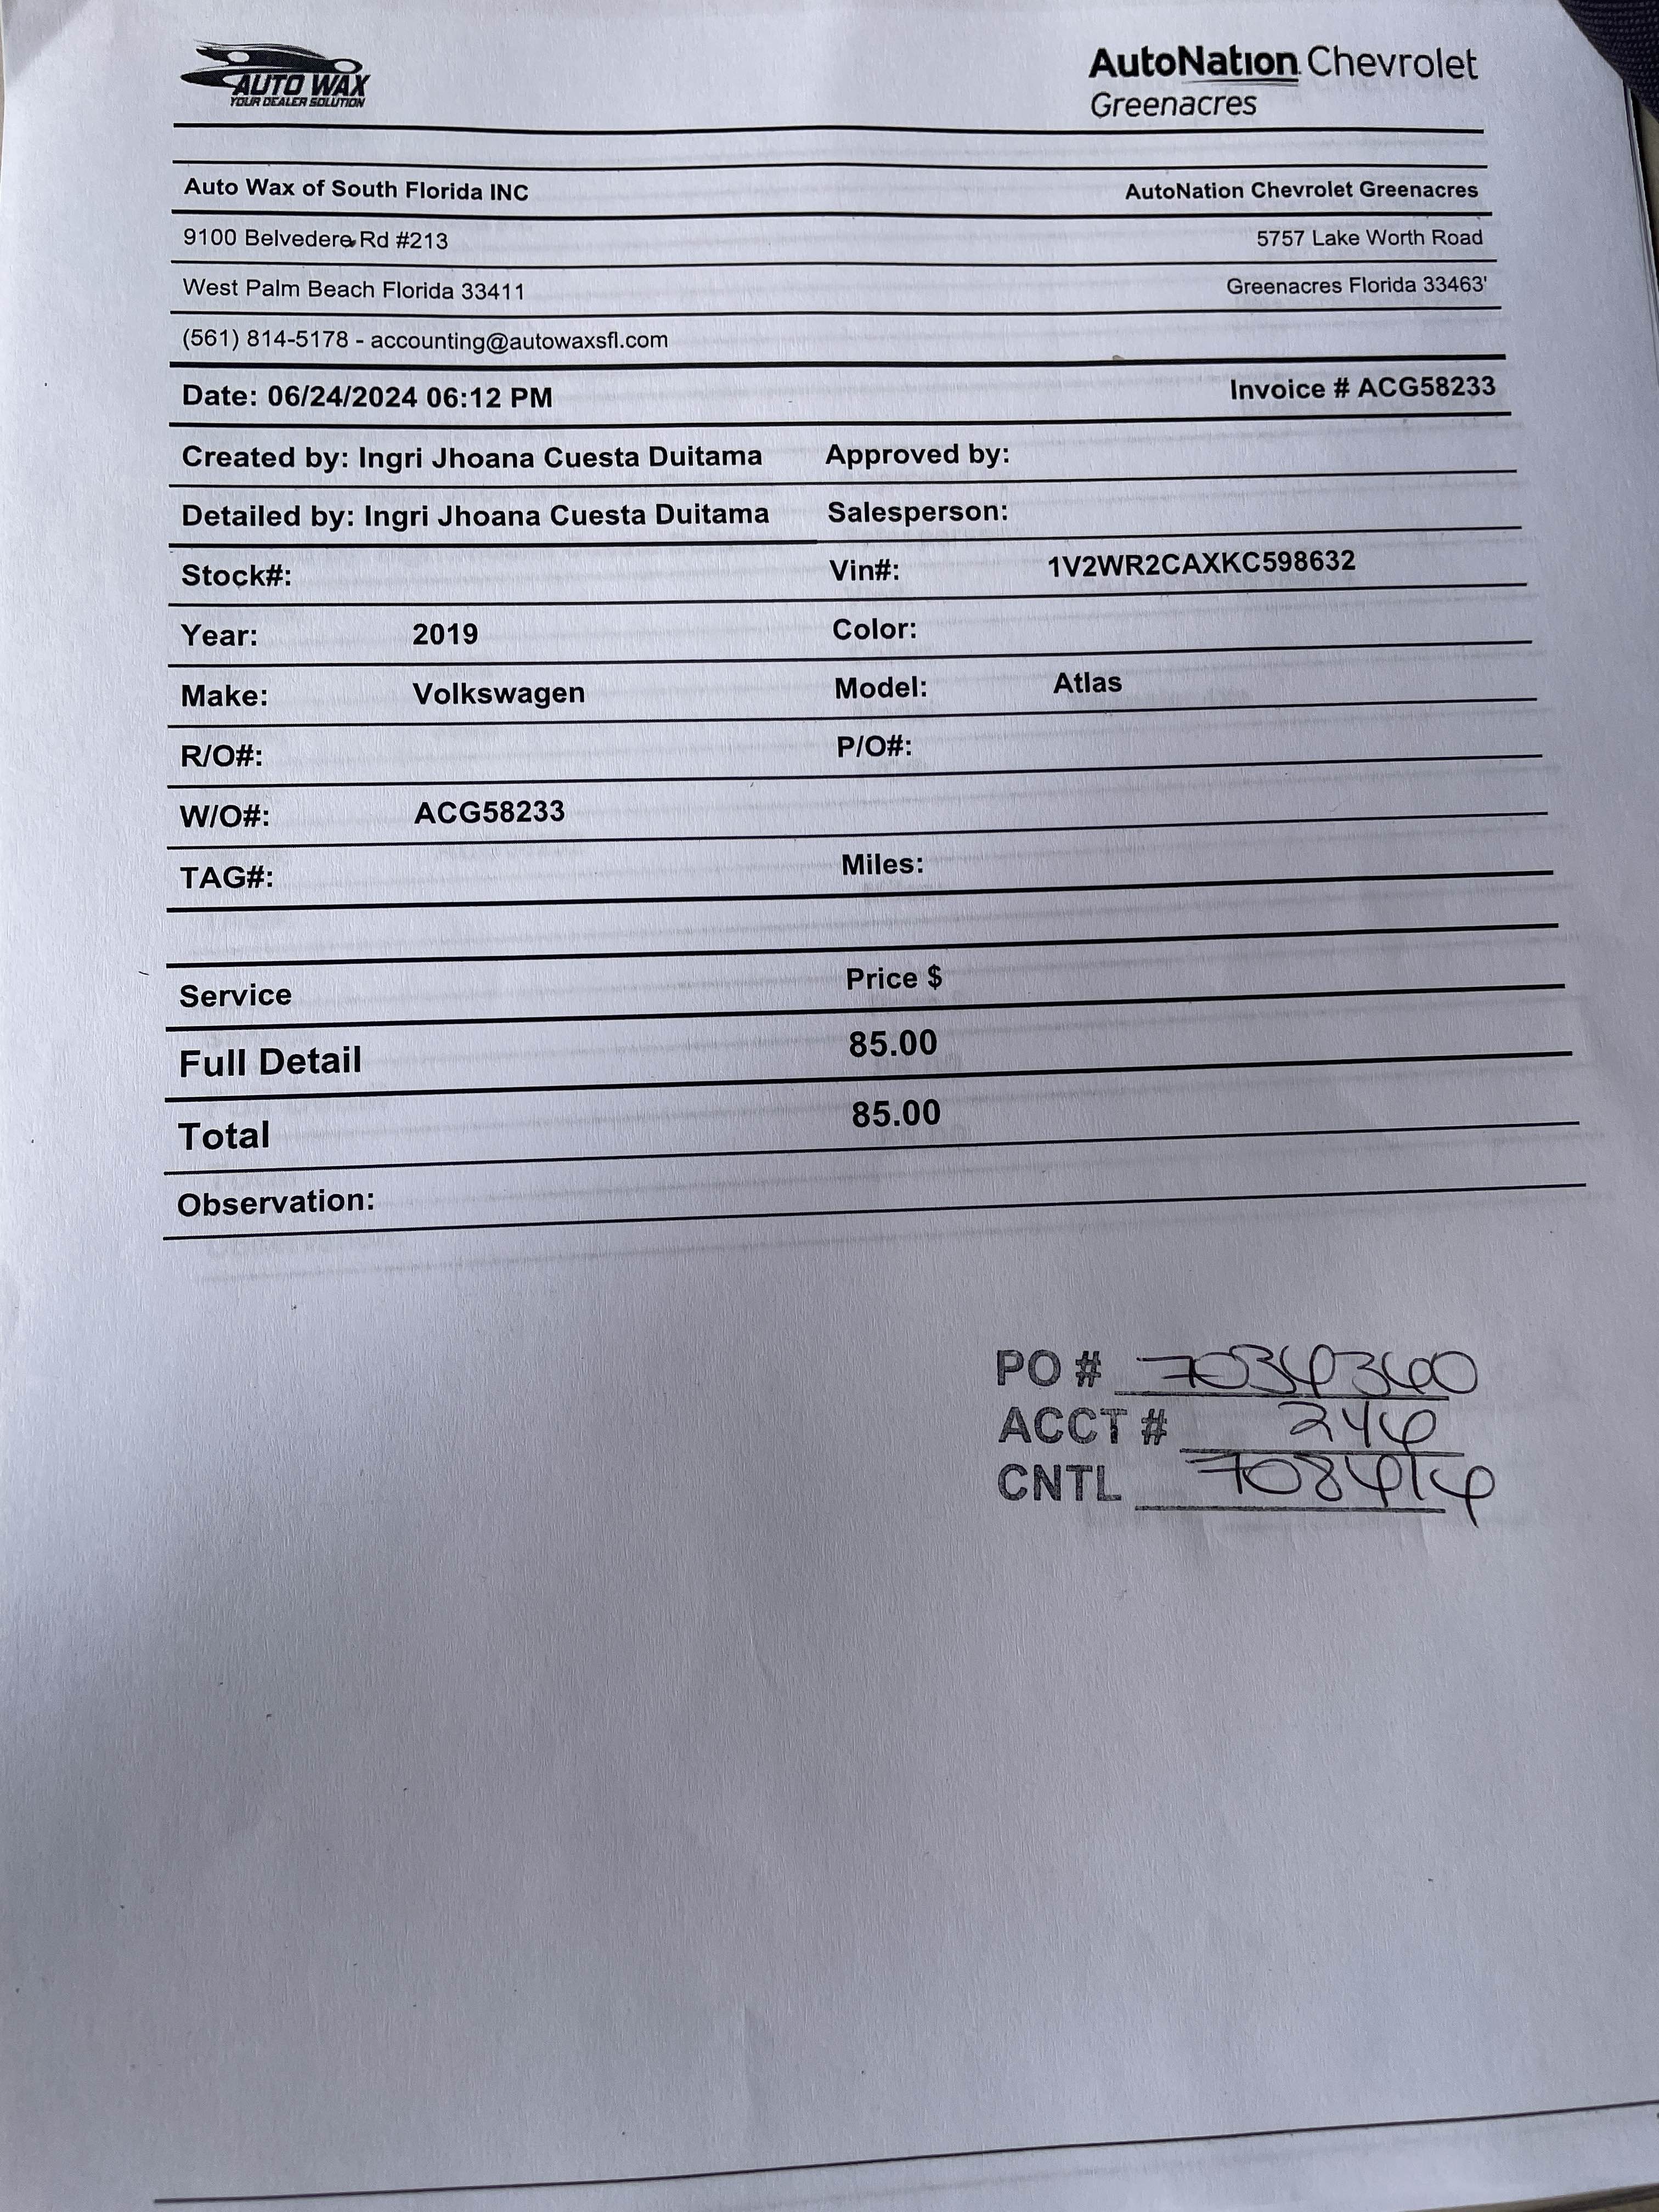 AUTO WAX
YOUR DEALER SOLUTION
AutoNation Chevrolet
Greenacres
Auto Wax of South Florida INC AutoNation Chevrolet Greenacres
9100 Belvedere Rd #213 5757 Lake Worth Road
West Palm Beach Florida 33411 Greenacres Florida 33463'
(561) 814-5178 - accounting@autowaxsfl.com
Date: 06/24/2024 06:12 PM Invoice # ACG58233
Created by: Ingri Jhoana Cuesta Duitama Approved by:
Detailed by: Ingri Jhoana Cuesta Duitama Salesperson:
Stock#: Vin#: 1V2WR2CAXKC598632
Year: 2019 Color:
Make: Volkswagen Model: Atlas
R/O#: P/O#:
W/O#: ACG58233
TAG#: Miles:
Service Price $
Full Detail 85.00
Total 85.00
Observation:
PO #
ACCT # 246
CNTL